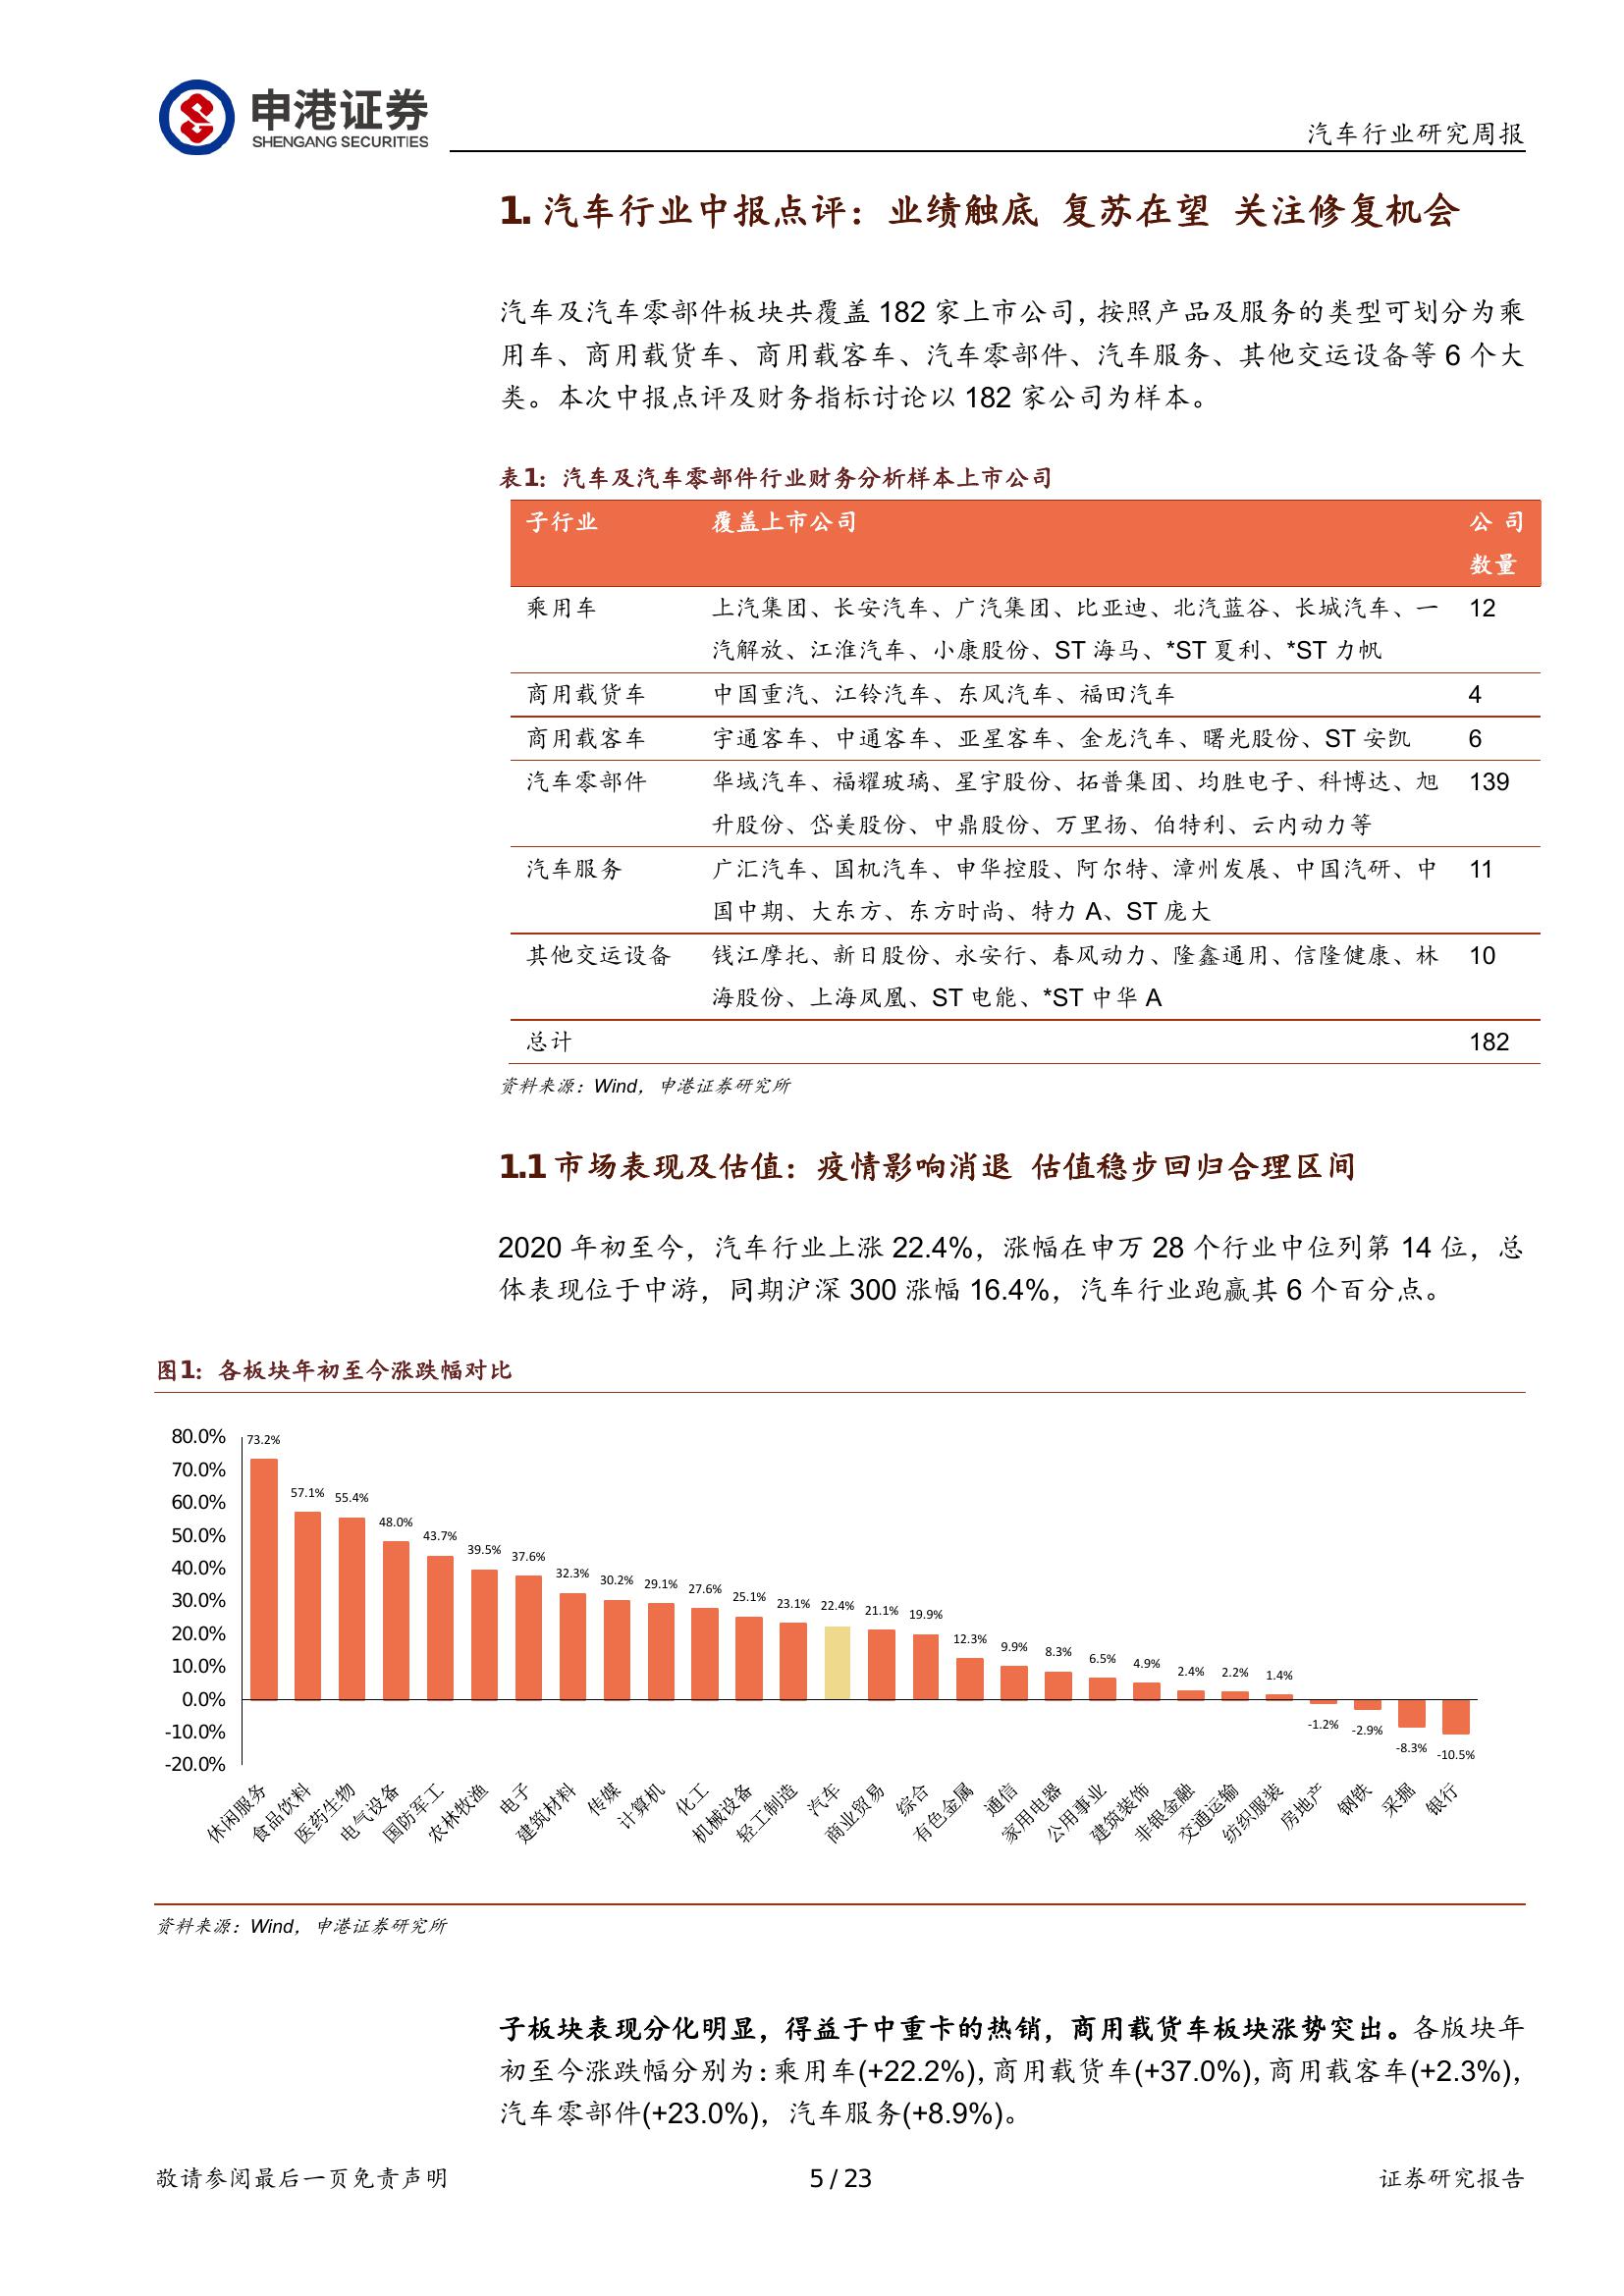 申港证券
SHENGANG SECURITIES
汽车行业研究周报
1. 汽车行业中报点评：业绩触底 复苏在望 关注修复机会
汽车及汽车零部件板块共覆盖 182 家上市公司，按照产品及服务的类型可划分为乘
用车、商用载货车、商用载客车、汽车零部件、汽车服务、其他交运设备等 6 个大
类。本次中报点评及财务指标讨论以 182 家公司为样本。
表1：汽车及汽车零部件行业财务分析样本上市公司
子行业 覆盖上市公司 公 司
数量
乘用车 上汽集团、长安汽车、广汽集团、比亚迪、北汽蓝谷、长城汽车、一 12
汽解放、江淮汽车、小康股份、ST 海马、*ST 夏利、*ST 力帆
商用载货车 中国重汽、江铃汽车、东风汽车、福田汽车 4
商用载客车 宇通客车、中通客车、亚星客车、金龙汽车、曙光股份、ST 安凯 6
汽车零部件 华域汽车、福耀玻璃、星宇股份、拓普集团、均胜电子、科博达、旭 139
升股份、岱美股份、中鼎股份、万里扬、伯特利、云内动力等
汽车服务 广汇汽车、国机汽车、申华控股、阿尔特、漳州发展、中国汽研、中 11
国中期、大东方、东方时尚、特力 A、ST 庞大
其他交运设备 钱江摩托、新日股份、永安行、春风动力、隆鑫通用、信隆健康、林 10
海股份、上海凤凰、ST 电能、*ST 中华 A
总计 182
资料来源：Wind，申港证券研究所
1.1 市场表现及估值：疫情影响消退 估值稳步回归合理区间
2020 年初至今，汽车行业上涨 22.4%，涨幅在申万 28 个行业中位列第 14 位，总
体表现位于中游，同期沪深 300 涨幅 16.4%，汽车行业跑赢其 6 个百分点。
图1：各板块年初至今涨跌幅对比
80.0%
70.0%
60.0%
50.0%
40.0%
30.0%
20.0%
10.0%
0.0%
-10.0%
-20.0%
73.2% 57.1% 55.4% 48.0% 43.7% 39.5% 37.6% 32.3% 30.2% 29.1% 27.6% 25.1% 23.1% 22.4% 21.1% 19.9% 12.3% 9.9% 8.3% 6.5% 4.9% 2.4% 2.2% 1.4% -1.2% -2.9% -8.3% -10.5%
休闲服务 食品饮料 医药生物 电气设备 国防军工 农林牧渔 电子 建筑材料 传媒 计算机 化工 机械设备 轻工制造 汽车 商业贸易 综合 有色金属 通信 家用电器 公用事业 建筑装饰 非银金融 交通运输 纺织服装 房地产 钢铁 采掘 银行
资料来源：Wind，申港证券研究所
子板块表现分化明显，得益于中重卡的热销，商用载货车板块涨势突出。各版块年
初至今涨跌幅分别为：乘用车(+22.2%)，商用载货车(+37.0%)，商用载客车(+2.3%)，
汽车零部件(+23.0%)，汽车服务(+8.9%)。
敬请参阅最后一页免责声明 5 / 23 证券研究报告